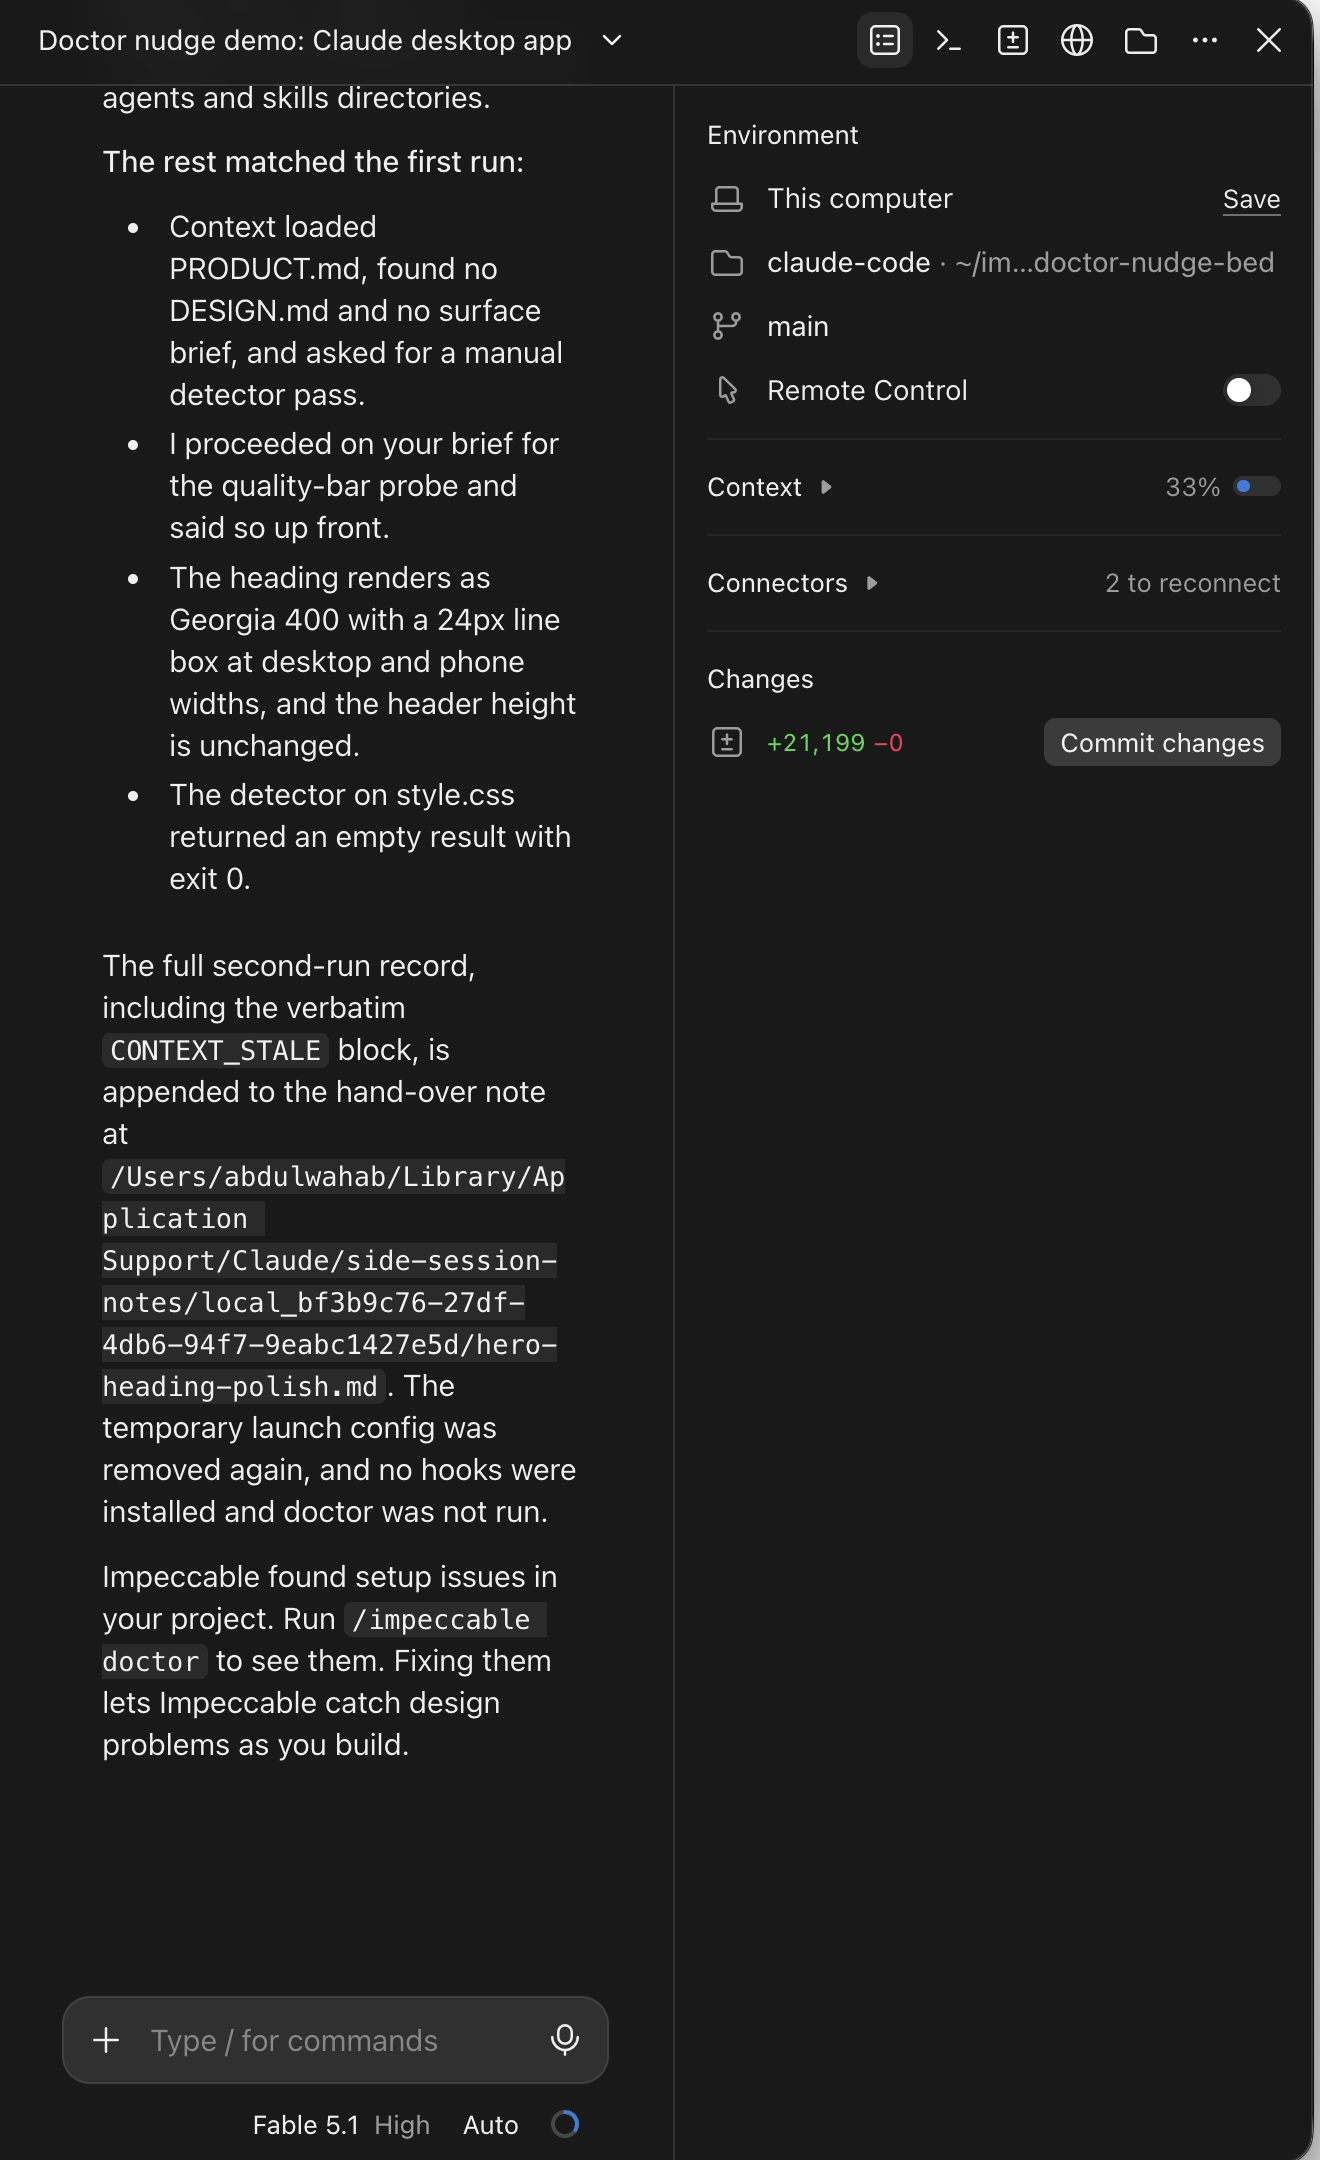 Doctor nudge demo: Claude desktop app
agents and skills directories.
The rest matched the first run:
Context loaded
PRODUCT.md, found no
DESIGN.md and no surface
brief, and asked for a manual
detector pass.
I proceeded on your brief for
the quality-bar probe and
said so up front.
The heading renders as
Georgia 400 with a 24px line
box at desktop and phone
widths, and the header height
is unchanged.
The detector on style.css
returned an empty result with
exit 0.
The full second-run record,
including the verbatim
CONTEXT_STALE block, is
appended to the hand-over note
at
/Users/abdulwahab/Library/Ap
plication
Support/Claude/side-session-
notes/local_bf3b9c76-27df-
4db6-94f7-9eabc1427e5d/hero-
heading-polish.md. The
temporary launch config was
removed again, and no hooks were
installed and doctor was not run.
Impeccable found setup issues in
your project. Run /impeccable
doctor to see them. Fixing them
lets Impeccable catch design
problems as you build.
Type / for commands
Fable 5.1 High Auto
Environment
This computer Save
claude-code · ~/im...doctor-nudge-bed
main
Remote Control
Context 33%
Connectors 2 to reconnect
Changes
+21,199 −0 Commit changes